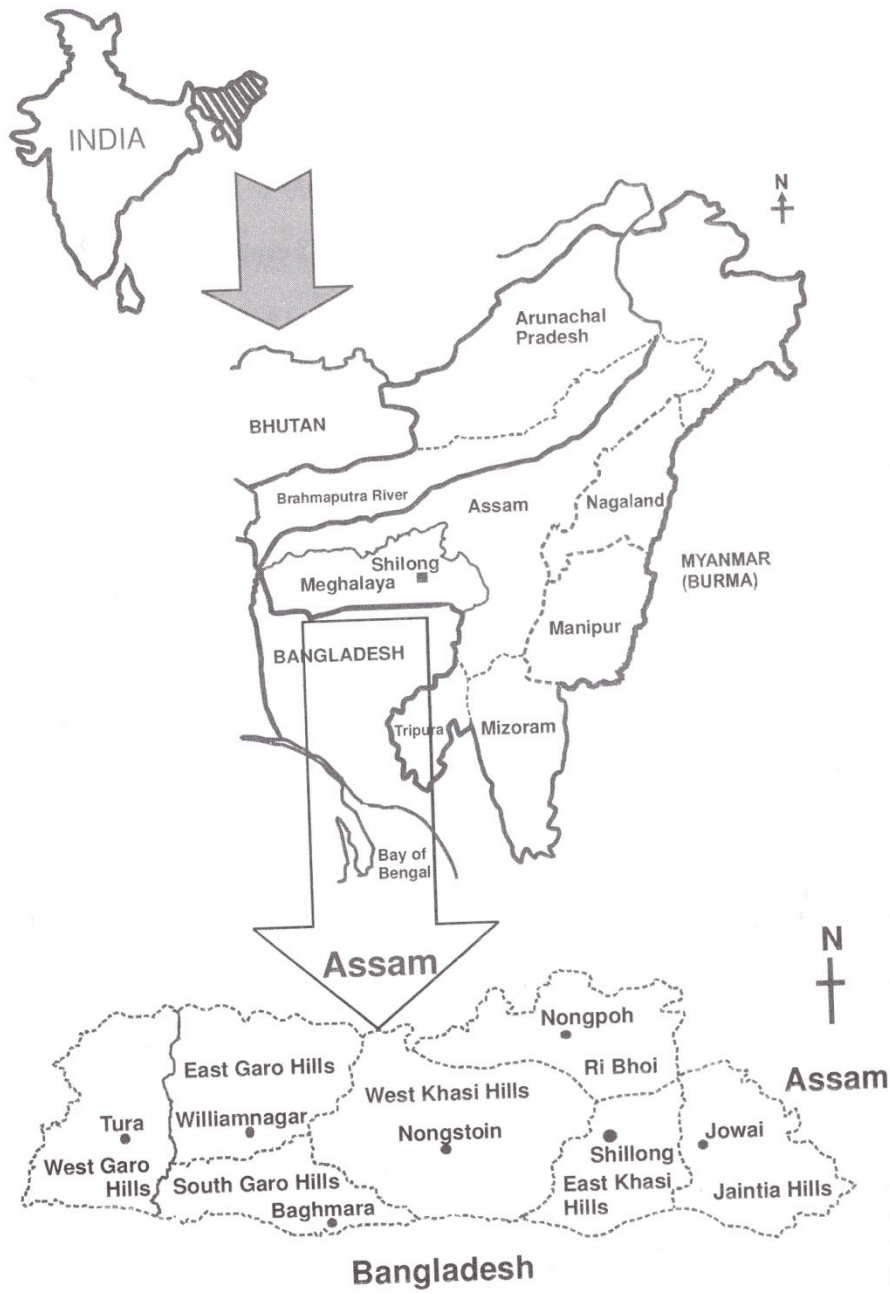 INDIA
N
Arunachal
Pradesh
BHUTAN
Brahmaputra River
Assam
Nagaland
Shilong
Meghalaya
MYANMAR
(BURMA)
Manipur
BANGLADESH
Tripura
Mizoram
Bay of
Bengal
Assam
N
Nongpoh
East Garo Hills
Ri Bhoi
Assam
West Khasi Hills
Tura
Williamnagar
Nongstoin
Jowai
Shillong
West Garo
Hills
South Garo Hills
East Khasi
Hills
Jaintia Hills
Baghmara
Bangladesh